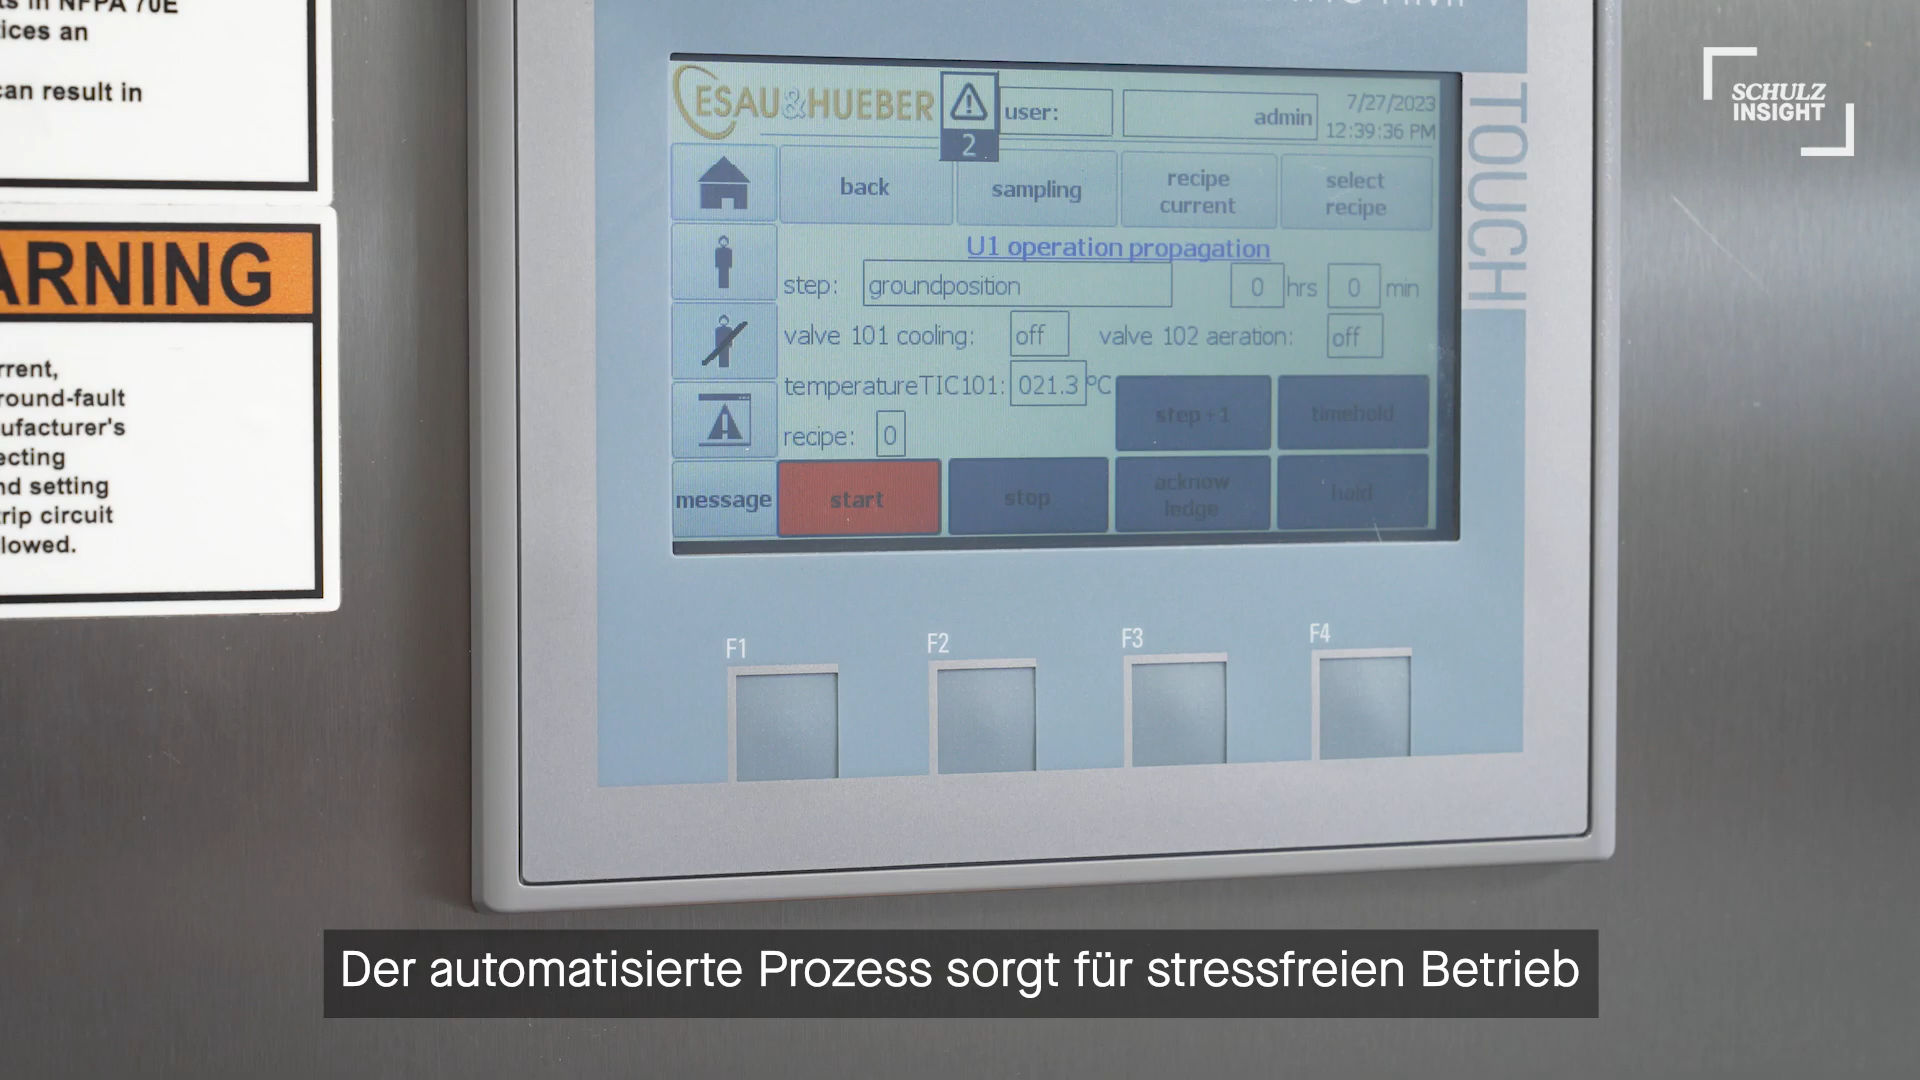 in NFPA 70E
ices an
can result in
ARNING
rrent,
round-fault
ufacturer's
ecting
nd setting
rip circuit
lowed.
HMI
TOUCH
ESAU&HUEBER
2
user:
admin
7/27/2023
12:39:36 PM
back
sampling
recipe
current
select
recipe
U1 operation propagation
step: groundposition 0 hrs 0 min
valve 101 cooling: off valve 102 aeration: off
temperatureTIC101: 021.3 °C
step+1
timehold
recipe: 0
message
start
stop
acknow
ledge
hold
F1 F2 F3 F4
SCHULZ
INSIGHT
Der automatisierte Prozess sorgt für stressfreien Betrieb